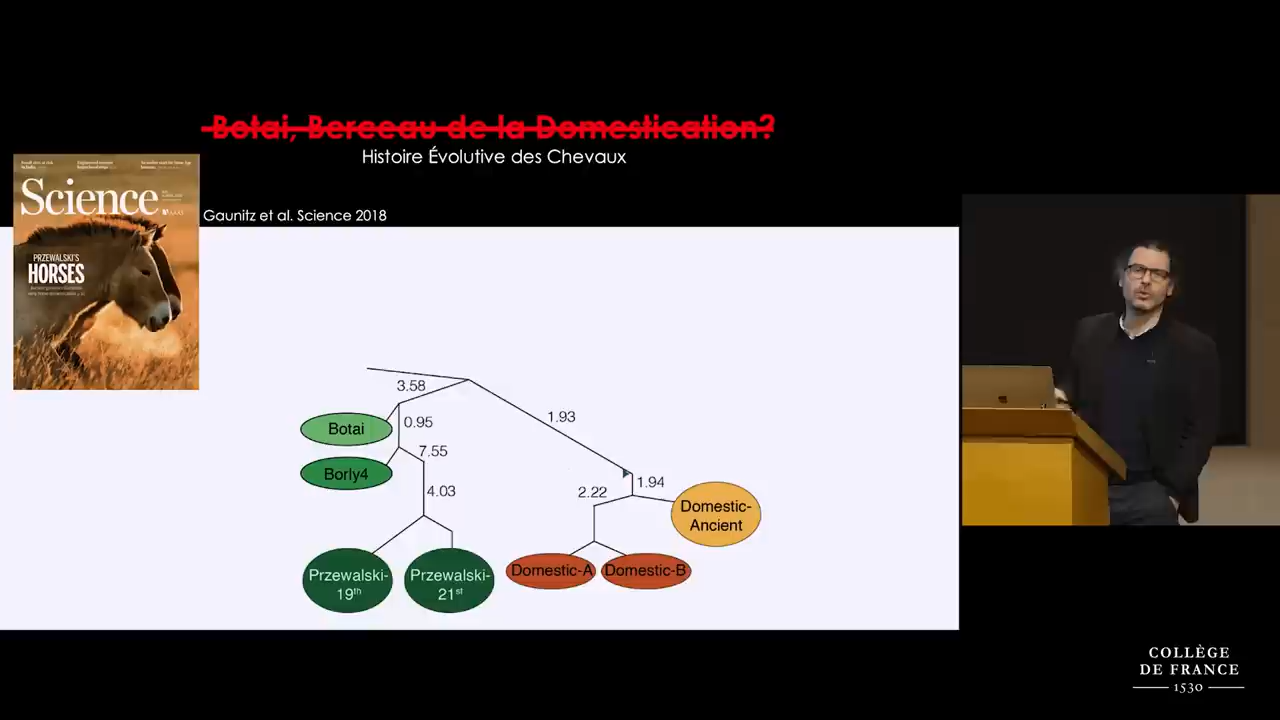 Botai, Berceau de la Domestication?
Histoire Évolutive des Chevaux
Science
PRZEWALSKI'S
HORSES
Gaunitz et al. Science 2018
3.58
1.93
Botai
0.95
7.55
Borly4
4.03
2.22
1.94
Domestic-
Ancient
Przewalski-
19th
Przewalski-
21st
Domestic-A
Domestic-B
COLLÈGE
DE FRANCE
1530